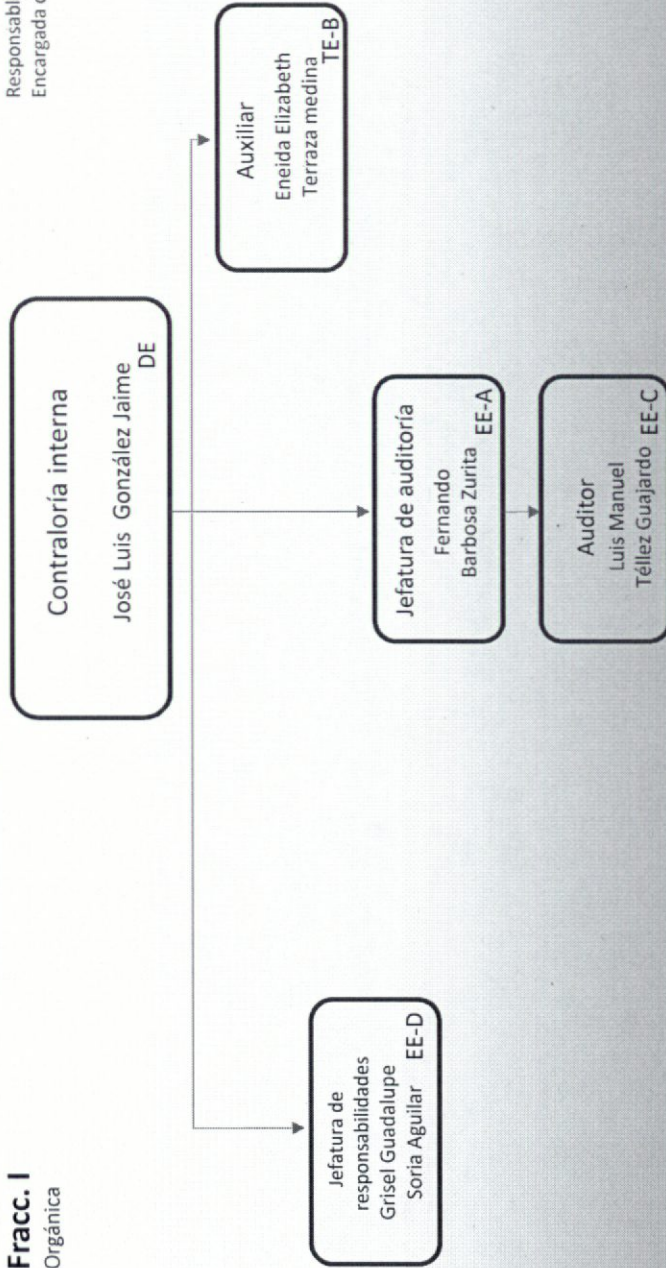 Fracc. I
Orgánica
Responsabl
Encargada
Contraloría interna
José Luis González Jaime
DE
Jefatura de
responsabilidades
Grisel Guadalupe
Soria Aguilar EE-D
Jefatura de auditoría
Fernando
Barbosa Zurita EE-A
Auditor
Luis Manuel
Téllez Guajardo EE-C
Auxiliar
Eneida Elizabeth
Terraza medina
TE-B